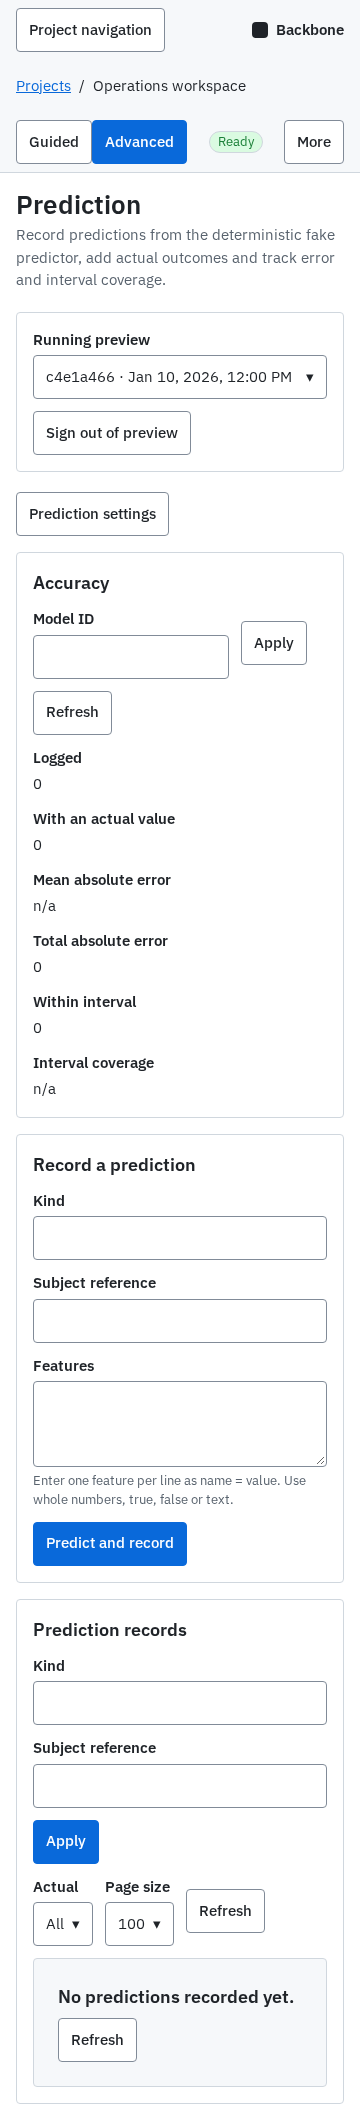 Project navigation
Backbone
Projects / Operations workspace
Guided
Advanced
Ready
More
Prediction
Record predictions from the deterministic fake
predictor, add actual outcomes and track error
and interval coverage.
Running preview
c4e1a466 · Jan 10, 2026, 12:00 PM ▾
Sign out of preview
Prediction settings
Accuracy
Model ID
Apply
Refresh
Logged
0
With an actual value
0
Mean absolute error
n/a
Total absolute error
0
Within interval
0
Interval coverage
n/a
Record a prediction
Kind
Subject reference
Features
Enter one feature per line as name = value. Use
whole numbers, true, false or text.
Predict and record
Prediction records
Kind
Subject reference
Apply
Actual
Page size
All ▾
100 ▾
Refresh
No predictions recorded yet.
Refresh